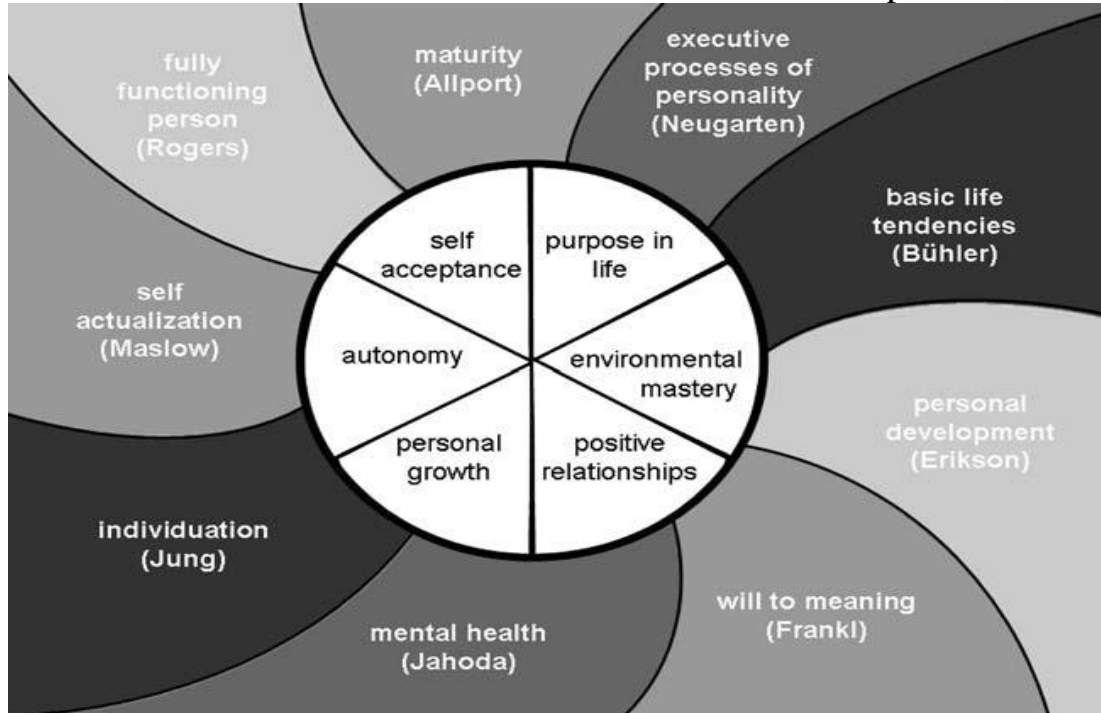 fully
functioning
person
(Rogers)
maturity
(Allport)
executive
processes of
personality
(Neugarten)
basic life
tendencies
(Bühler)
personal
development
(Erikson)
will to meaning
(Frankl)
mental health
(Jahoda)
individuation
(Jung)
self
actualization
(Maslow)
self
acceptance
purpose in
life
autonomy
environmental
mastery
personal
growth
positive
relationships